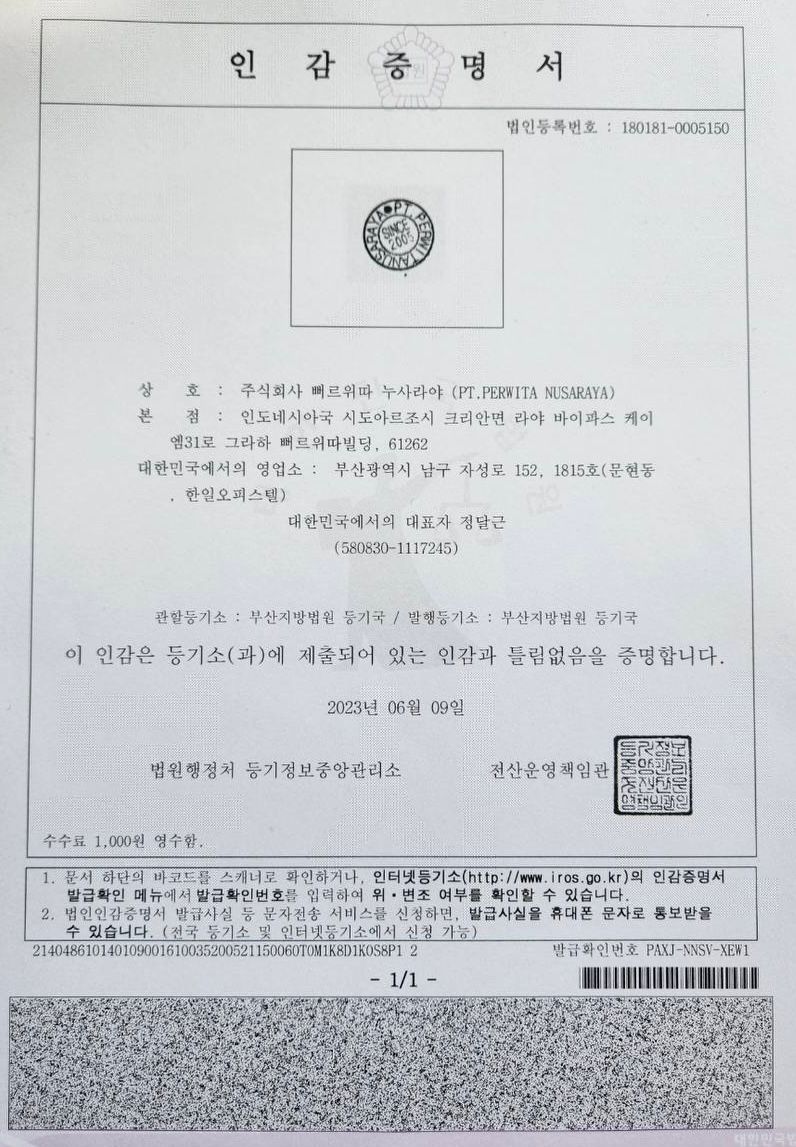 인 감 증 명 서
법인등록번호 : 180181-0005150
PT. PERWITANUSARAYA
SINCE
2005
상 호 : 주식회사 뻐르위따 누사라야 (PT.PERWITA NUSARAYA)
본 점 : 인도네시아국 시도아르조시 크리안면 라야 바이파스 케이
엠31로 그라하 뻐르위따빌딩, 61262
대한민국에서의 영업소 : 부산광역시 남구 자성로 152, 1815호(문현동
, 한일오피스텔)
대한민국에서의 대표자 정달근
(580830-1117245)
관할등기소 : 부산지방법원 등기국 / 발행등기소 : 부산지방법원 등기국
이 인감은 등기소(과)에 제출되어 있는 인감과 틀림없음을 증명합니다.
2023년 06월 09일
법원행정처 등기정보중앙관리소 전산운영책임관
등기정보
중앙관리
소전산운
영책임관인
수수료 1,000원 영수함.
1. 문서 하단의 바코드를 스캐너로 확인하거나, 인터넷등기소(http://www.iros.go.kr)의 인감증명서
발급확인 메뉴에서 발급확인번호를 입력하여 위·변조 여부를 확인할 수 있습니다.
2. 법인인감증명서 발급사실 등 문자전송 서비스를 신청하면, 발급사실을 휴대폰 문자로 통보받을
수 있습니다. (전국 등기소 및 인터넷등기소에서 신청 가능)
21404861014010900161003520052115006​0T0M1K8D1K0S8P1 2
발급확인번호 PAXJ-NNSV-XEW1
- 1/1 -